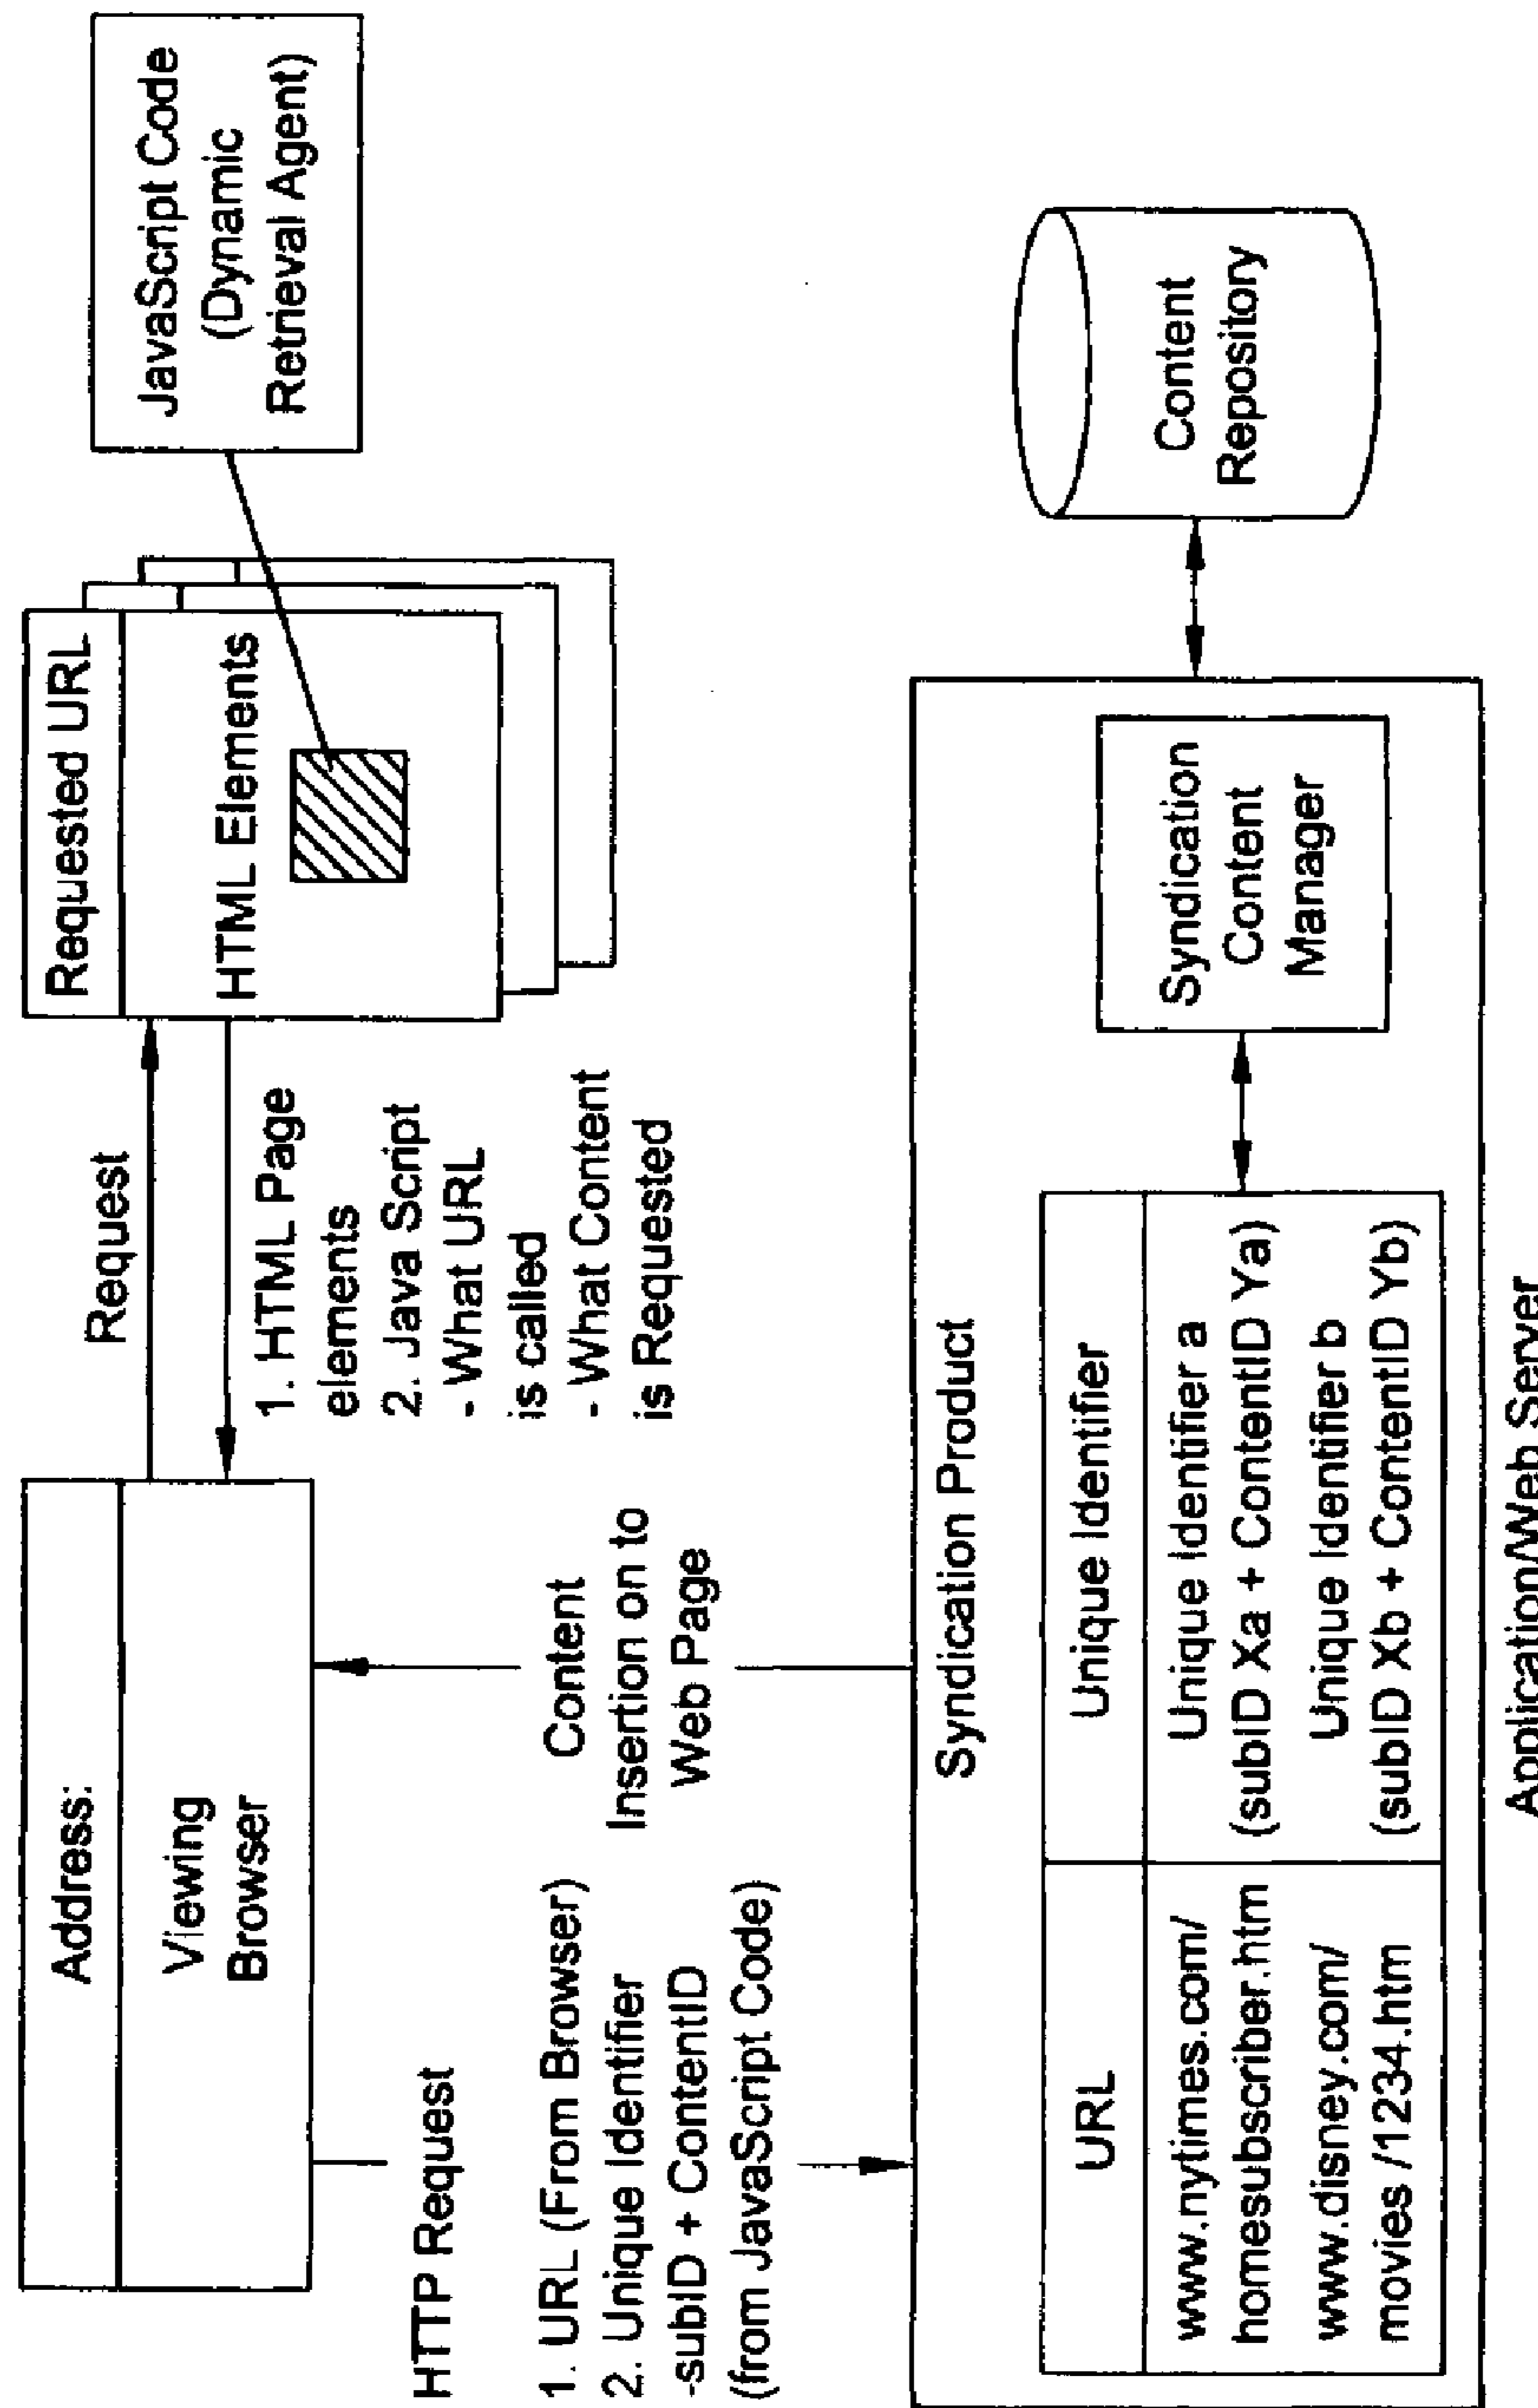 Address:
Viewing
Browser
Request
1. HTML Page
elements
2. Java Script
- What URL
is called
- What Content
is Requested
Requested URL
HTML Elements
JavaScript Code
(Dynamic
Retrieval Agent)
HTTP Request
1. URL (From Browser)
2. Unique Identifier
-subID + ContentID
(from JavaScript Code)
Content
Insertion on to
Web Page
Syndication Product
URL
Unique Identifier
www.nytimes.com/
homesubscriber.htm
Unique Identifier a
(subID Xa + ContentID Ya)
www.disney.com/
movies /1234.htm
Unique Identifier b
(subID Xb + ContentID Yb)
Syndication
Content
Manager
Content
Repository
Application/Web Server